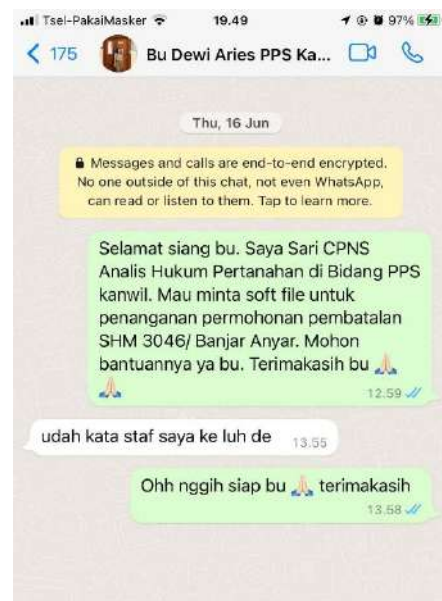 Tsel-PakaiMasker 19.49 97%
175 Bu Dewi Aries PPS Ka...
Thu, 16 Jun
Messages and calls are end-to-end encrypted.
No one outside of this chat, not even WhatsApp,
can read or listen to them. Tap to learn more.
Selamat siang bu. Saya Sari CPNS
Analis Hukum Pertanahan di Bidang PPS
kanwil. Mau minta soft file untuk
penanganan permohonan pembatalan
SHM 3046/ Banjar Anyar. Mohon
bantuannya ya bu. Terimakasih bu 🙏🏻
🙏🏻
12.59
udah kata staf saya ke luh de 13.55
Ohh nggih siap bu 🙏🏻 terimakasih
13.58